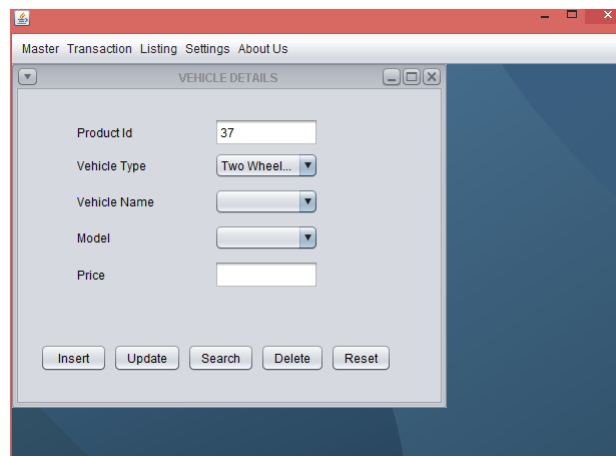 Master Transaction Listing Settings About Us
VEHICLE DETAILS
Product Id 37
Vehicle Type Two Wheel...
Vehicle Name
Model
Price
Insert Update Search Delete Reset